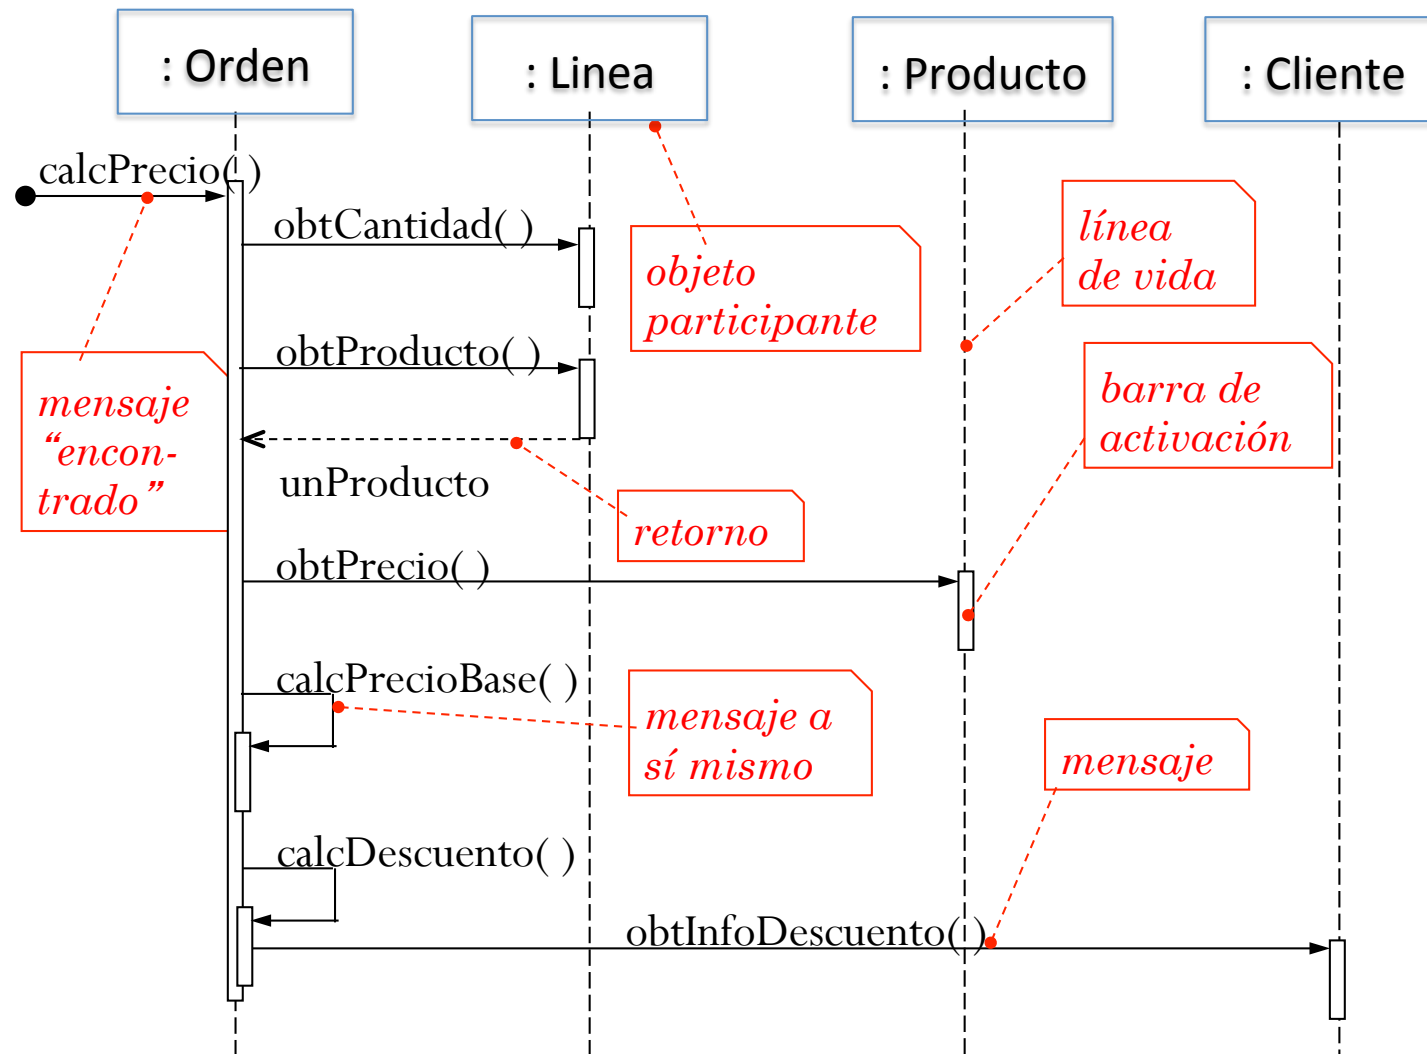 : Orden
: Linea
: Producto
: Cliente
calcPrecio( )
obtCantidad( )
objeto
participante
línea
de vida
obtProducto( )
mensaje
“encon-
trado”
barra de
activación
unProducto
retorno
obtPrecio( )
calcPrecioBase( )
mensaje a
sí mismo
mensaje
calcDescuento( )
obtInfoDescuento( )